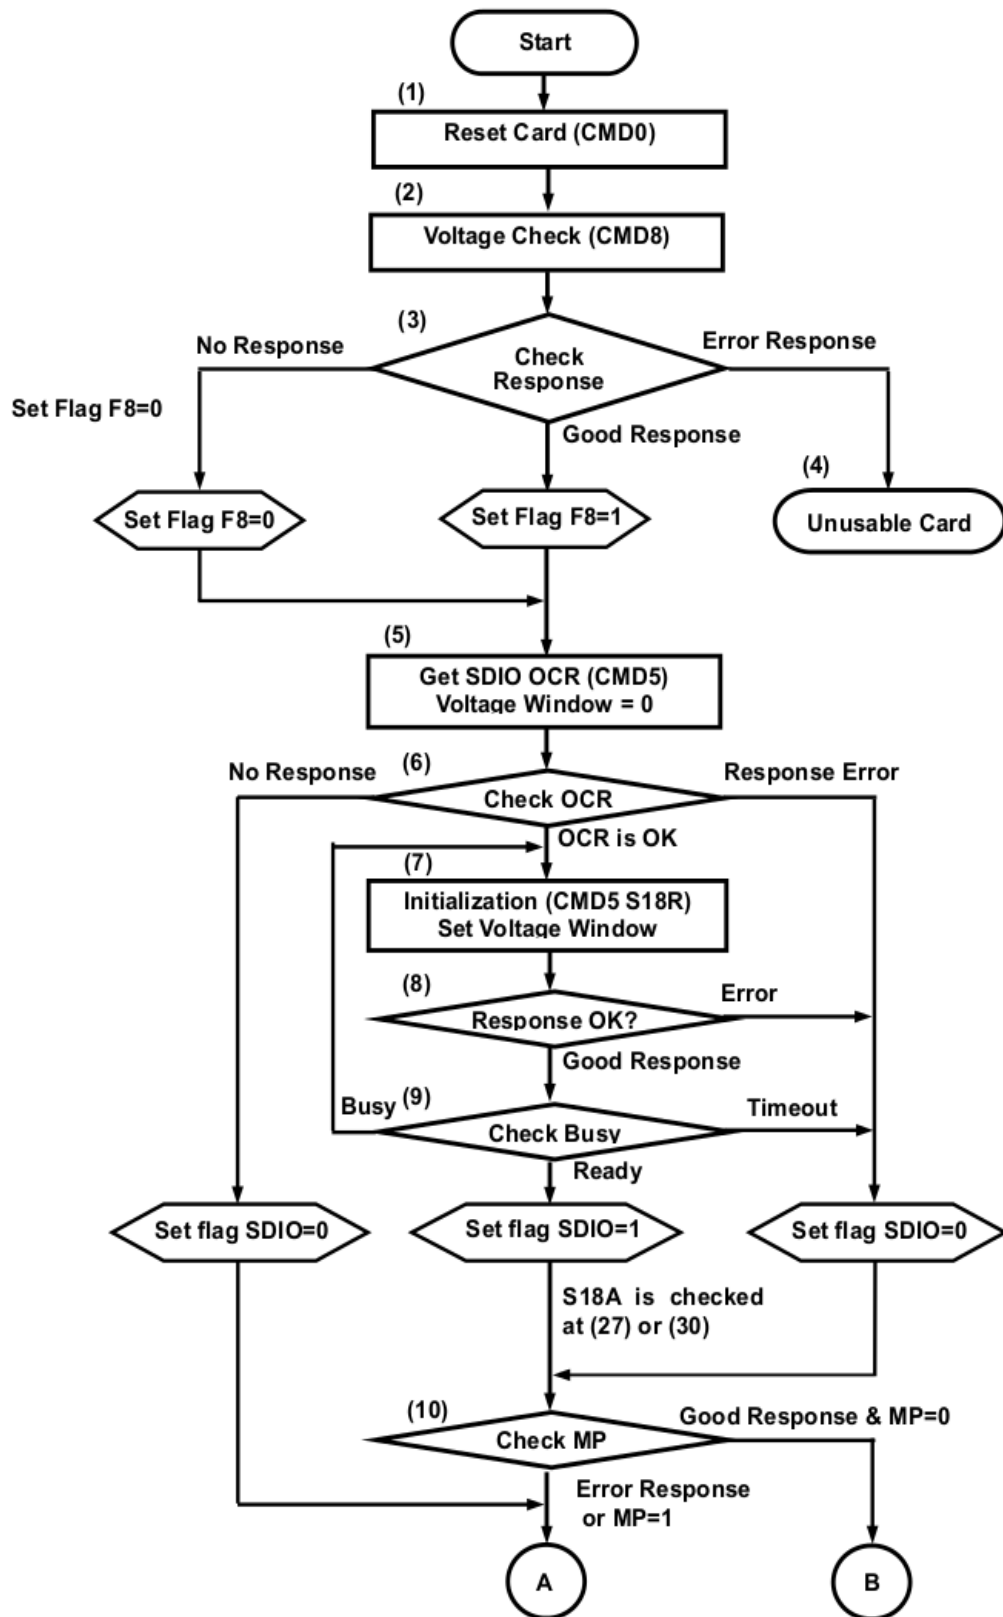 Start
(1)
Reset Card (CMD0)
(2)
Voltage Check (CMD8)
(3)
No Response
Error Response
Check
Response
Set Flag F8=0
Good Response
(4)
Set Flag F8=0
Set Flag F8=1
Unusable Card
(5)
Get SDIO OCR (CMD5)
Voltage Window = 0
(6)
No Response
Response Error
Check OCR
OCR is OK
(7)
Initialization (CMD5 S18R)
Set Voltage Window
(8)
Error
Response OK?
Good Response
(9)
Busy
Timeout
Check Busy
Ready
Set flag SDIO=0
Set flag SDIO=1
Set flag SDIO=0
S18A is checked
at (27) or (30)
(10)
Good Response & MP=0
Check MP
Error Response
or MP=1
A
B